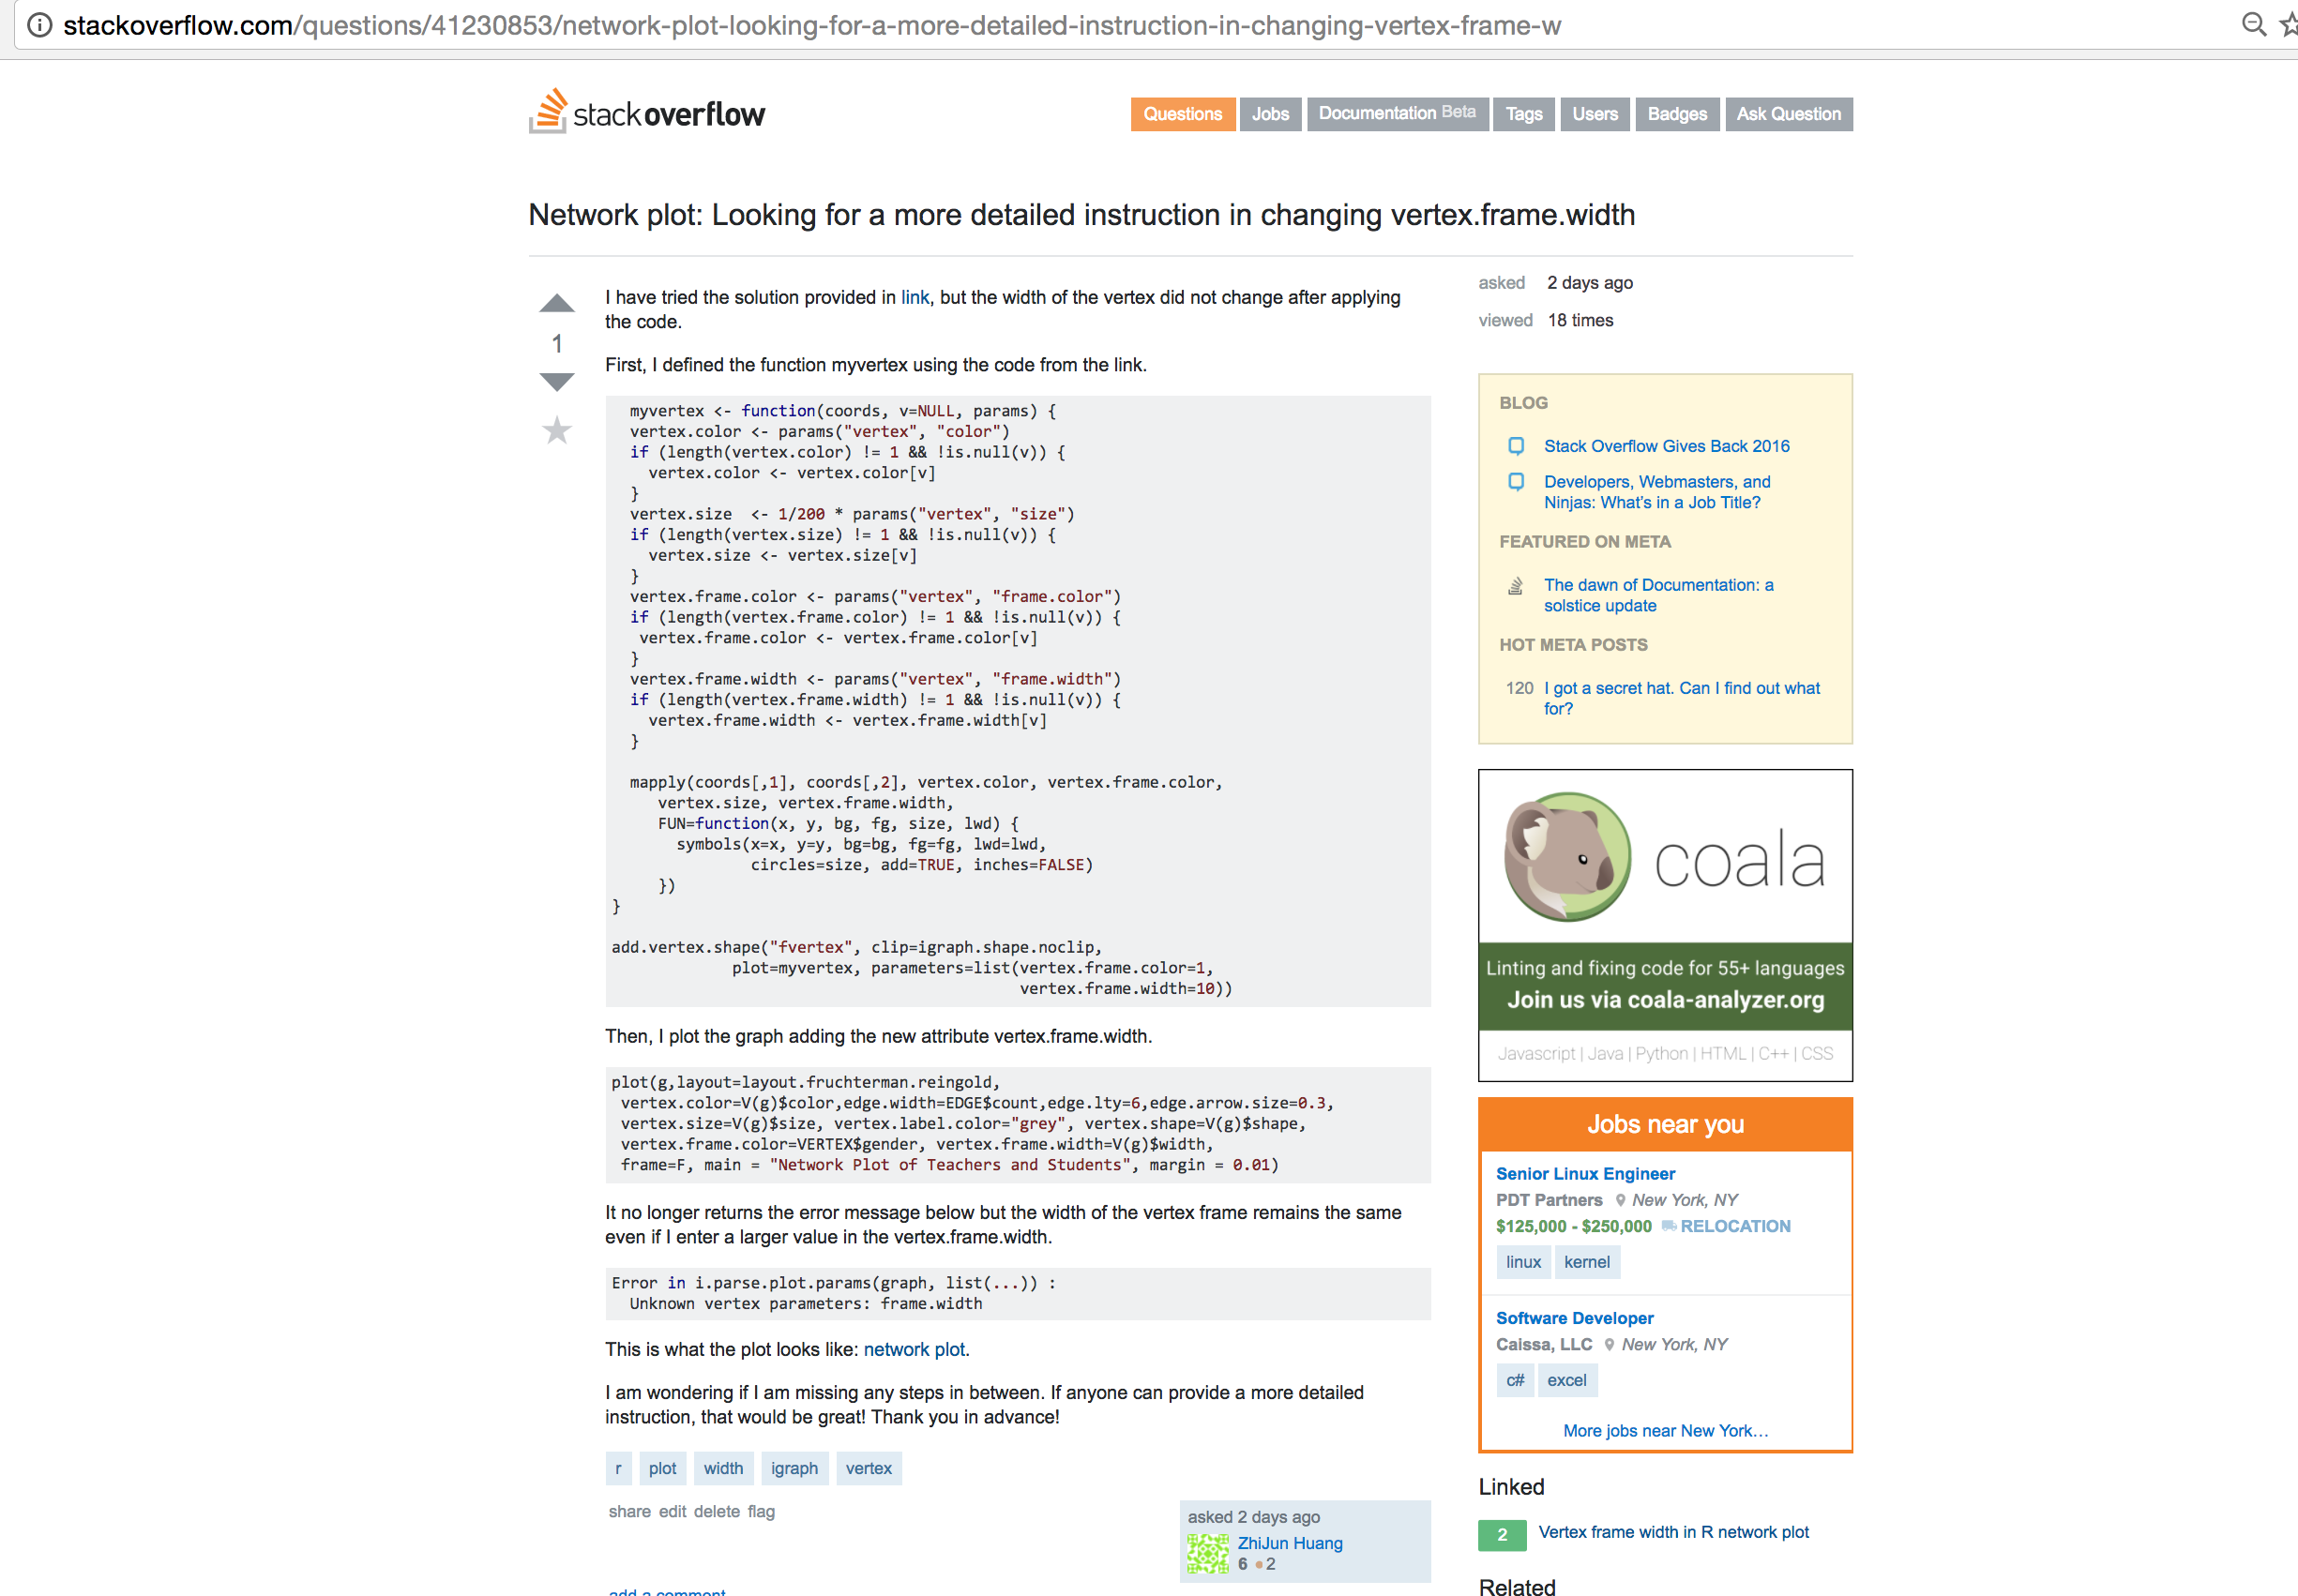 stackoverflow.com/questions/41230853/network-plot-looking-for-a-more-detailed-instruction-in-changing-vertex-frame-w
stackoverflow
Questions Jobs Documentation Beta Tags Users Badges Ask Question
Network plot: Looking for a more detailed instruction in changing vertex.frame.width
1
I have tried the solution provided in link, but the width of the vertex did not change after applying
the code.
First, I defined the function myvertex using the code from the link.
myvertex <- function(coords, v=NULL, params) {
vertex.color <- params("vertex", "color")
if (length(vertex.color) != 1 && !is.null(v)) {
vertex.color <- vertex.color[v]
}
vertex.size  <- 1/200 * params("vertex", "size")
if (length(vertex.size) != 1 && !is.null(v)) {
vertex.size <- vertex.size[v]
}
vertex.frame.color <- params("vertex", "frame.color")
if (length(vertex.frame.color) != 1 && !is.null(v)) {
vertex.frame.color <- vertex.frame.color[v]
}
vertex.frame.width <- params("vertex", "frame.width")
if (length(vertex.frame.width) != 1 && !is.null(v)) {
vertex.frame.width <- vertex.frame.width[v]
}
mapply(coords[,1], coords[,2], vertex.color, vertex.frame.color,
vertex.size, vertex.frame.width,
FUN=function(x, y, bg, fg, size, lwd) {
symbols(x=x, y=y, bg=bg, fg=fg, lwd=lwd,
circles=size, add=TRUE, inches=FALSE)
})
}
add.vertex.shape("fvertex", clip=igraph.shape.noclip,
plot=myvertex, parameters=list(vertex.frame.color=1,
vertex.frame.width=10))
Then, I plot the graph adding the new attribute vertex.frame.width.
plot(g,layout=layout.fruchterman.reingold,
vertex.color=V(g)$color,edge.width=EDGE$count,edge.lty=6,edge.arrow.size=0.3,
vertex.size=V(g)$size, vertex.label.color="grey", vertex.shape=V(g)$shape,
vertex.frame.color=VERTEX$gender, vertex.frame.width=V(g)$width,
frame=F, main = "Network Plot of Teachers and Students", margin = 0.01)
It no longer returns the error message below but the width of the vertex frame remains the same
even if I enter a larger value in the vertex.frame.width.
Error in i.parse.plot.params(graph, list(...)) :
Unknown vertex parameters: frame.width
This is what the plot looks like: network plot.
I am wondering if I am missing any steps in between. If anyone can provide a more detailed
instruction, that would be great! Thank you in advance!
r plot width igraph vertex
share edit delete flag
asked 2 days ago
ZhiJun Huang
6 ●2
add a comment
asked 2 days ago
viewed 18 times
BLOG
Stack Overflow Gives Back 2016
Developers, Webmasters, and
Ninjas: What's in a Job Title?
FEATURED ON META
The dawn of Documentation: a
solstice update
HOT META POSTS
120 I got a secret hat. Can I find out what
for?
coala
Linting and fixing code for 55+ languages
Join us via coala-analyzer.org
Javascript | Java | Python | HTML | C++ | CSS
Jobs near you
Senior Linux Engineer
PDT Partners New York, NY
$125,000 - $250,000 RELOCATION
linux kernel
Software Developer
Caissa, LLC New York, NY
c# excel
More jobs near New York…
Linked
2 Vertex frame width in R network plot
Related